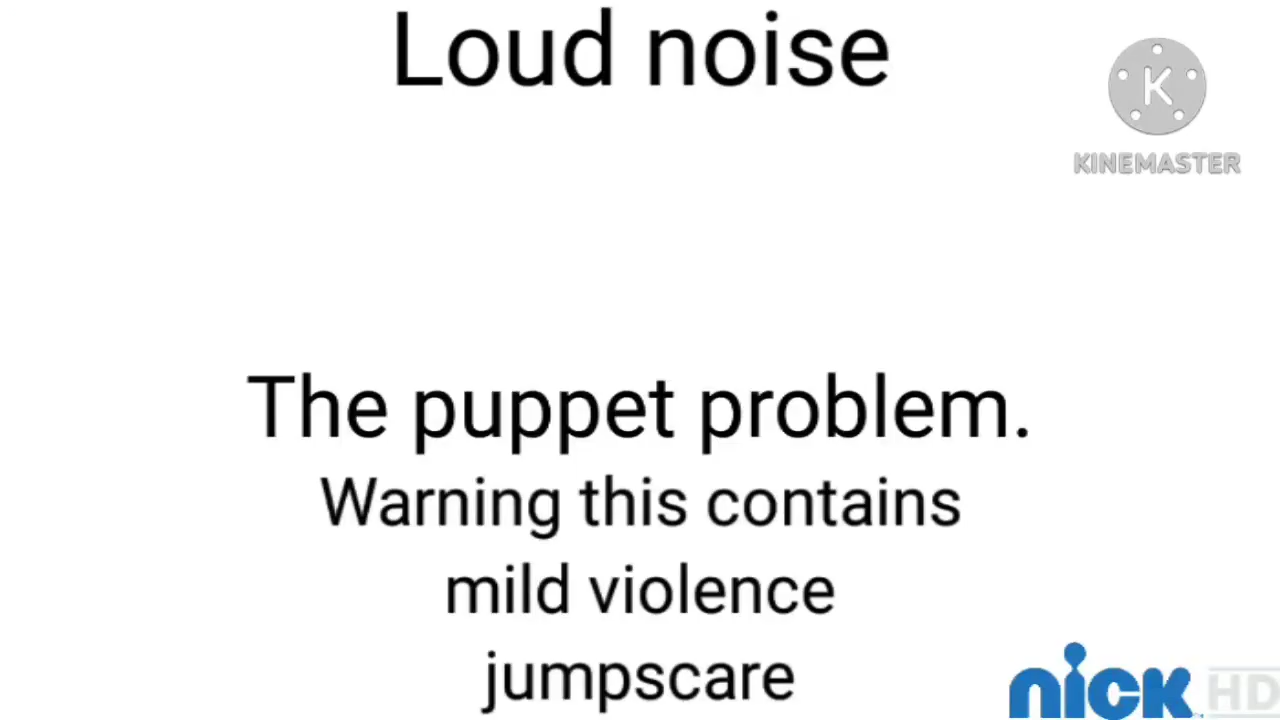 Loud noise
K
KINEMASTER
The puppet problem.
Warning this contains
mild violence
jumpscare
nick HD